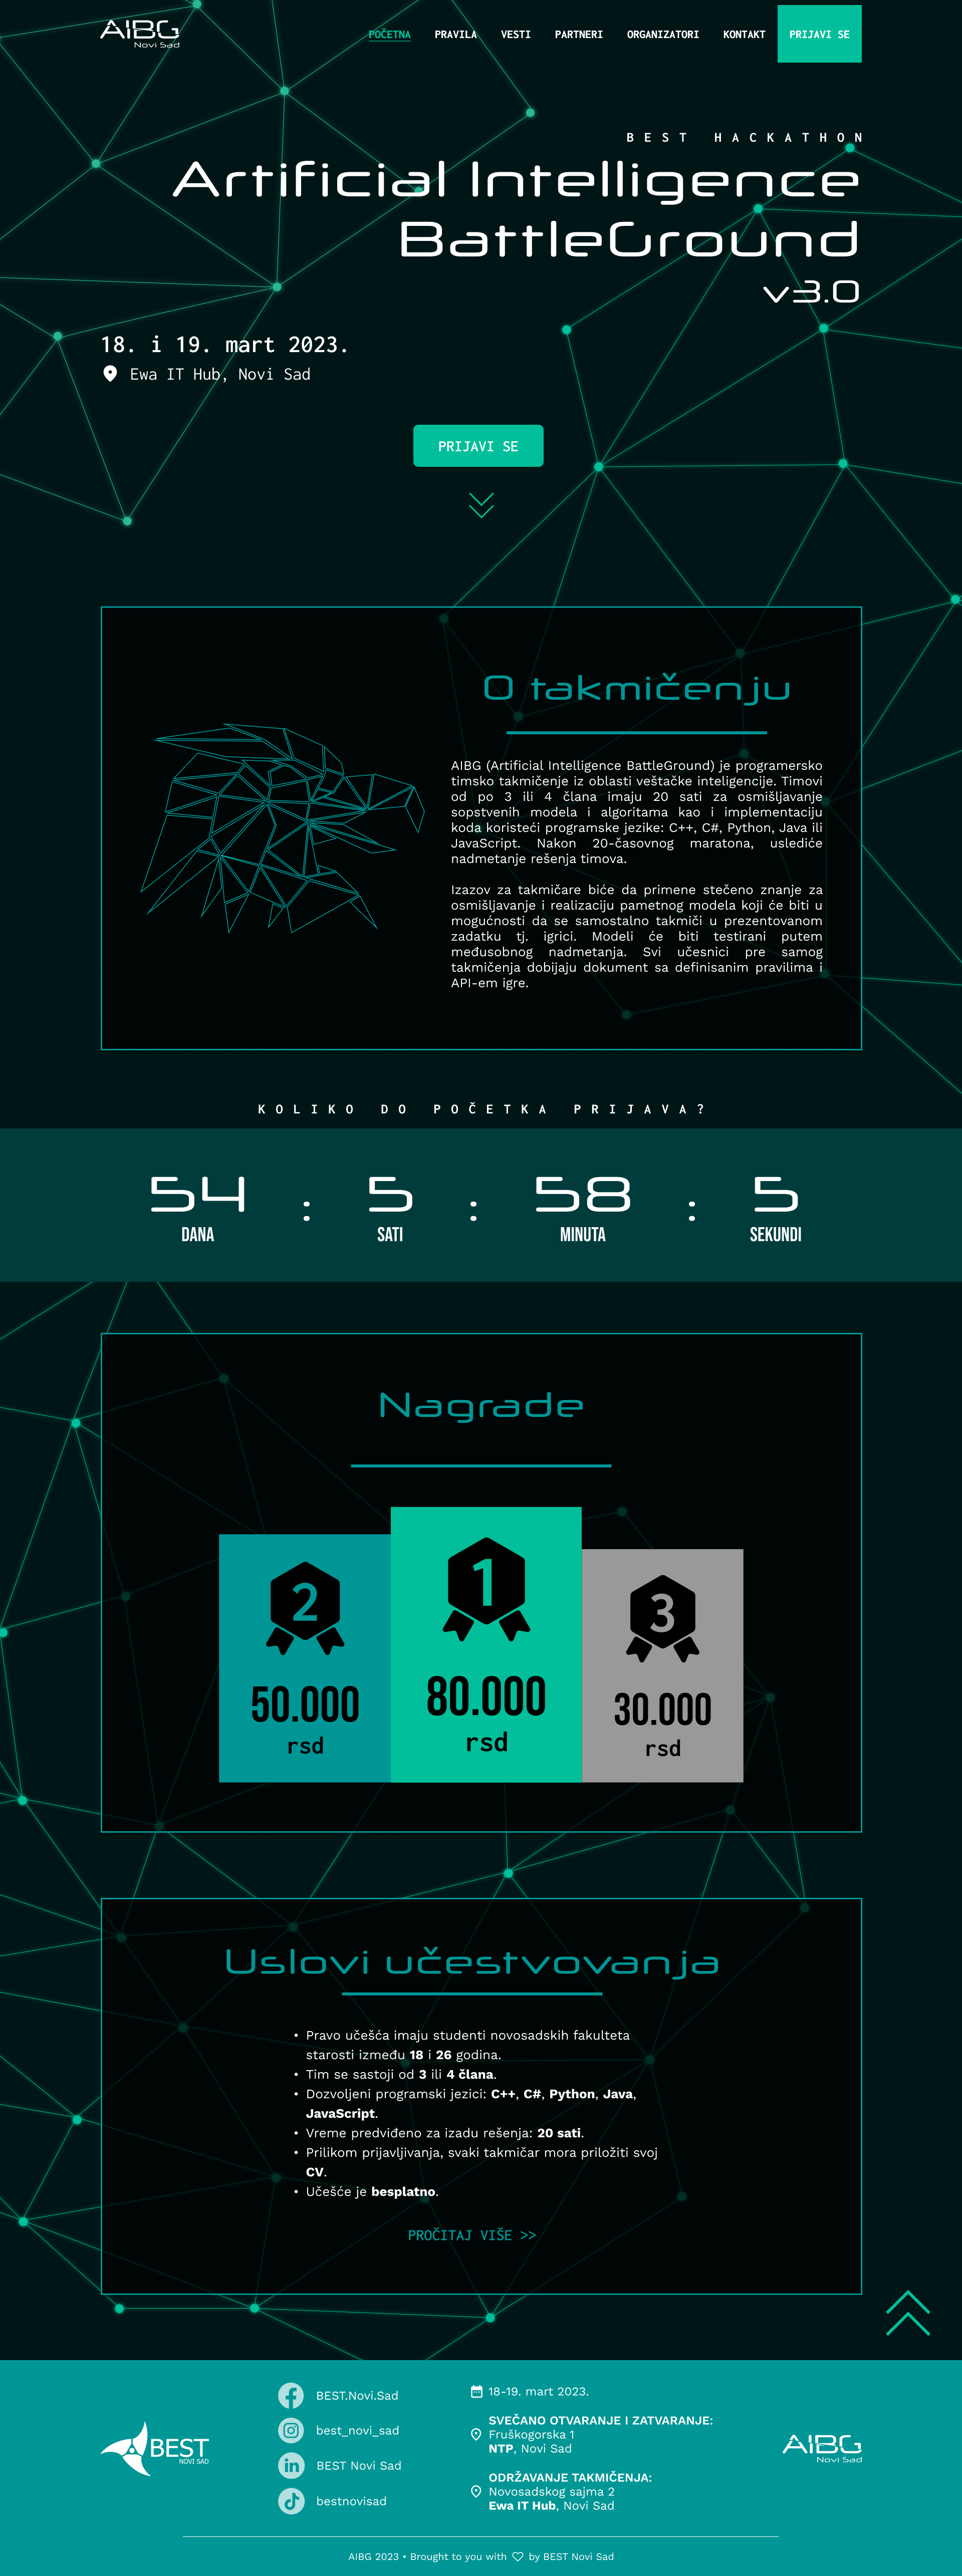 AIBG
Novi Sad
POČETNA PRAVILA VESTI PARTNERI ORGANIZATORI KONTAKT PRIJAVI SE
BEST HACKATHON
Artificial Intelligence
BattleGround
v3.0
18. i 19. mart 2023.
Ewa IT Hub, Novi Sad
PRIJAVI SE
O takmičenju
AIBG (Artificial Intelligence BattleGround) je programersko
timsko takmičenje iz oblasti veštačke inteligencije. Timovi
od po 3 ili 4 člana imaju 20 sati za osmišljavanje
sopstvenih modela i algoritama kao i implementaciju
koda koristeći programske jezike: C++, C#, Python, Java ili
JavaScript. Nakon 20-časovnog maratona, uslediće
nadmetanje rešenja timova.
Izazov za takmičare biće da primene stečeno znanje za
osmišljavanje i realizaciju pametnog modela koji će biti u
mogućnosti da se samostalno takmiči u prezentovanom
zadatku tj. igrici. Modeli će biti testirani putem
međusobnog nadmetanja. Svi učesnici pre samog
takmičenja dobijaju dokument sa definisanim pravilima i
API-em igre.
KOLIKO DO POČETKA PRIJAVA?
54 : 5 : 58 : 5
DANA SATI MINUTA SEKUNDI
Nagrade
2 1 3
50.000 80.000 30.000
rsd rsd rsd
Uslovi učestvovanja
• Pravo učešća imaju studenti novosadskih fakulteta
starosti između 18 i 26 godina.
• Tim se sastoji od 3 ili 4 člana.
• Dozvoljeni programski jezici: C++, C#, Python, Java,
JavaScript.
• Vreme predviđeno za izadu rešenja: 20 sati.
• Prilikom prijavljivanja, svaki takmičar mora priložiti svoj
CV.
• Učešće je besplatno.
PROČITAJ VIŠE >>
BEST
NOVI SAD
BEST.Novi.Sad
best_novi_sad
BEST Novi Sad
bestnovisad
18-19. mart 2023.
SVEČANO OTVARANJE I ZATVARANJE:
Fruškogorska 1
NTP, Novi Sad
ODRŽAVANJE TAKMIČENJA:
Novosadskog sajma 2
Ewa IT Hub, Novi Sad
AIBG
Novi Sad
AIBG 2023 • Brought to you with ♡ by BEST Novi Sad